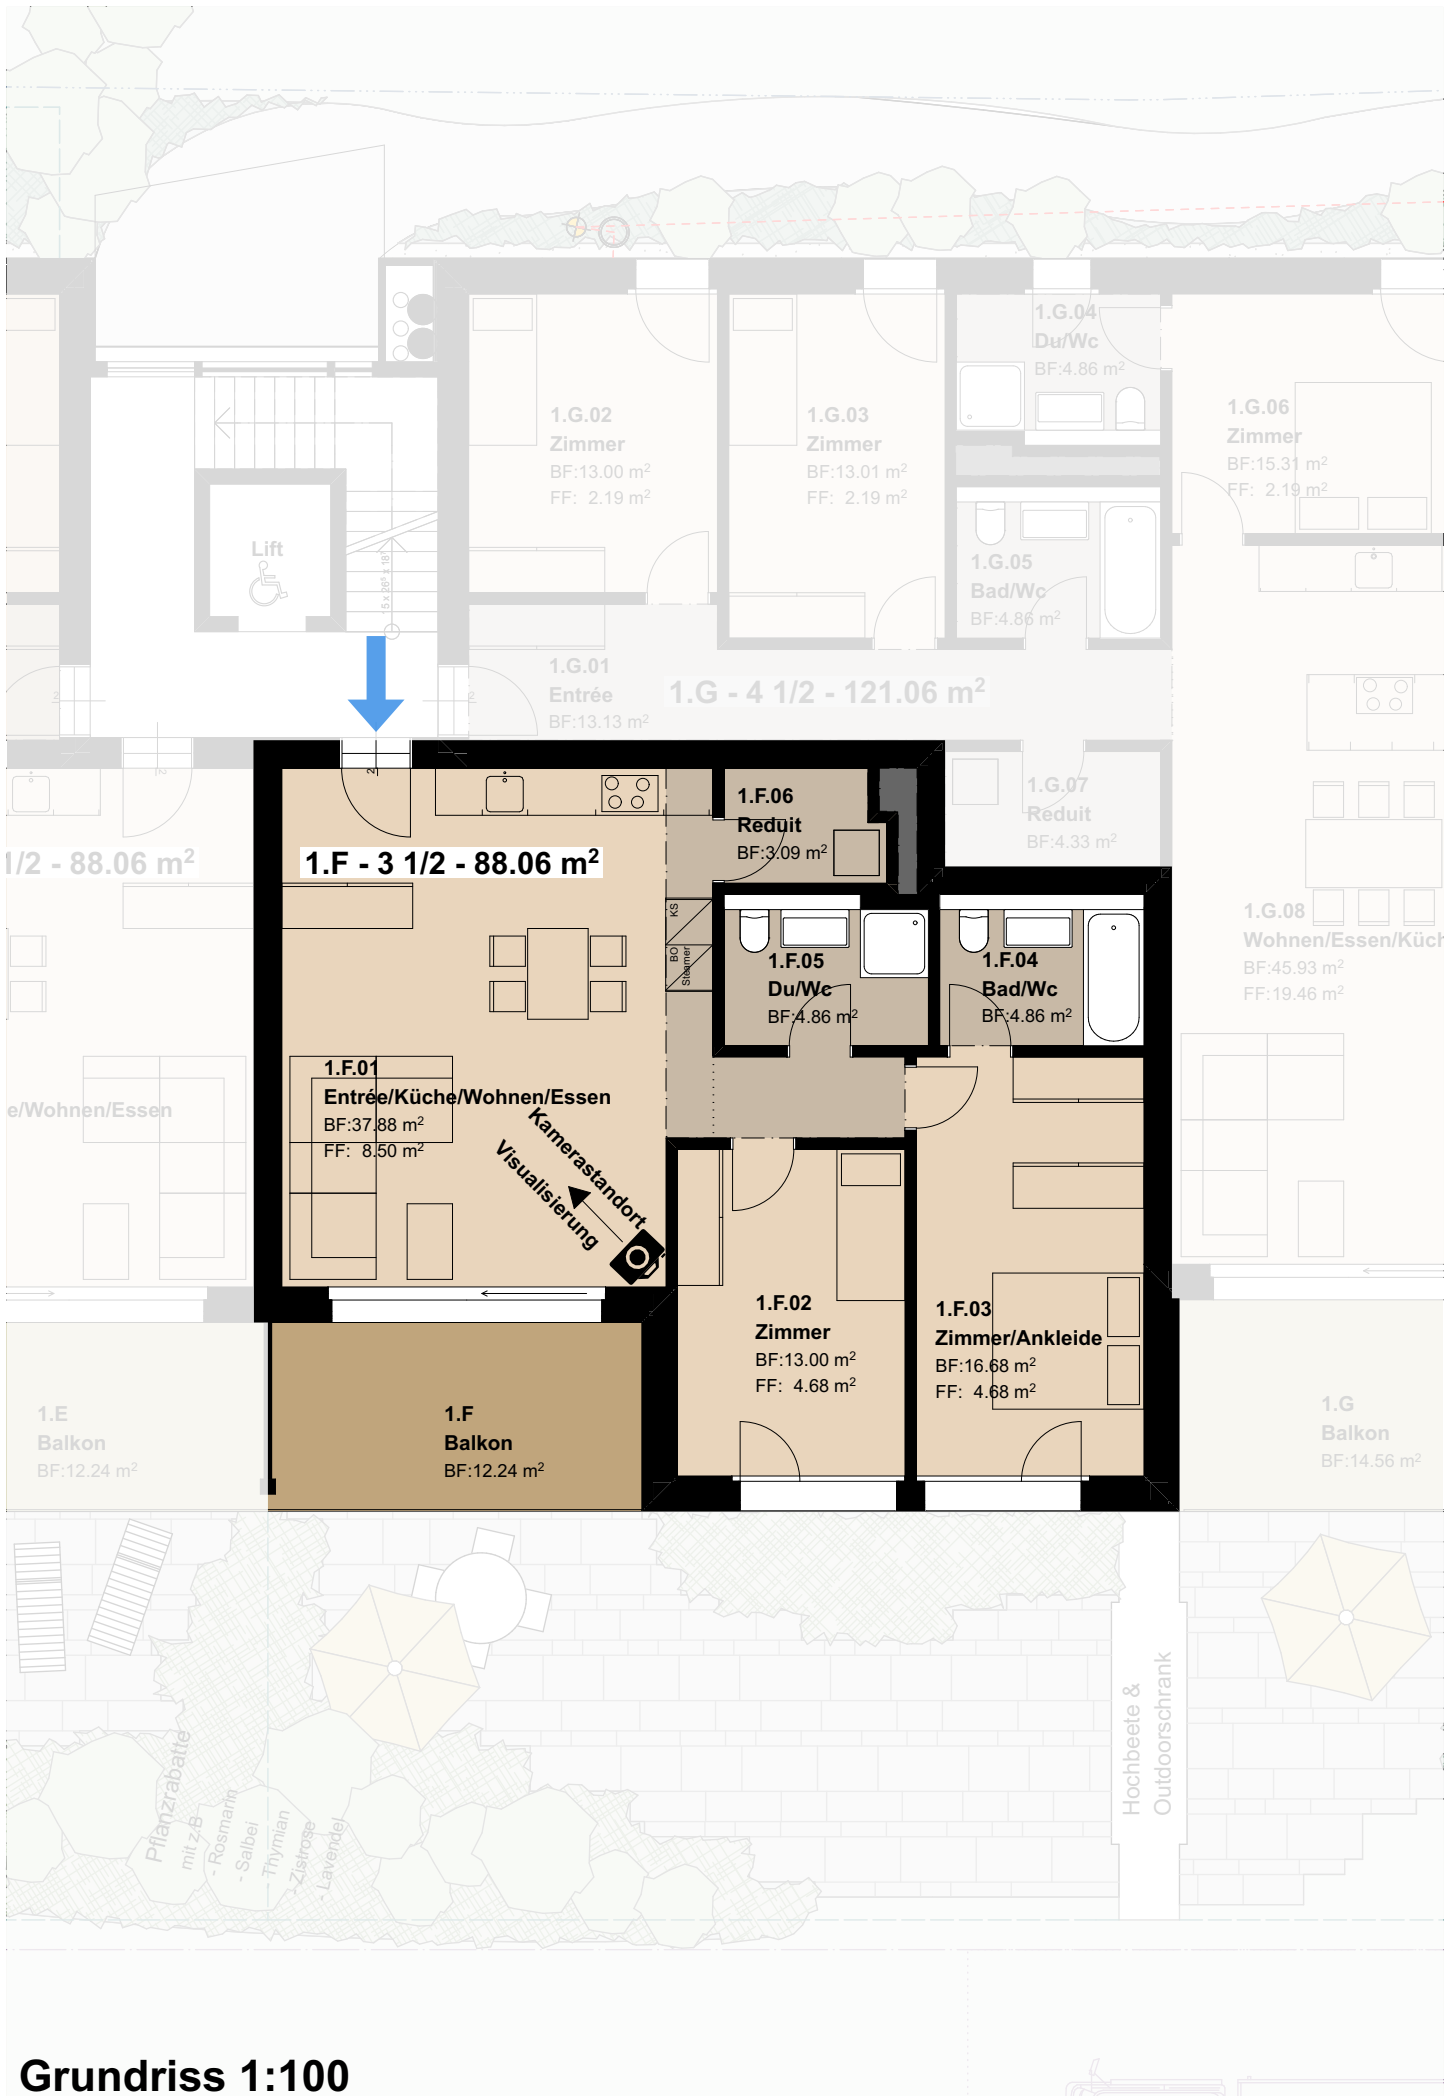 1.G.04
Du/Wc
BF:4.86 m²
1.G.02
Zimmer
BF:13.00 m²
FF: 2.19 m²
1.G.03
Zimmer
BF:13.01 m²
FF: 2.19 m²
1.G.06
Zimmer
BF:15.31 m²
FF: 2.19 m²
Lift
1.G.05
Bad/Wc
BF:4.86 m²
1.G.01
Entrée
BF:13.13 m²
1.G - 4 1/2 - 121.06 m²
1.G.07
Reduit
BF:4.33 m²
1.F.06
Reduit
BF:3.09 m²
1/2 - 88.06 m²
1.F - 3 1/2 - 88.06 m²
KS
BO
Steamer
1.G.08
Wohnen/Essen/Küch
BF:45.93 m²
FF:19.46 m²
1.F.05
Du/Wc
BF:4.86 m²
1.F.04
Bad/Wc
BF:4.86 m²
e/Wohnen/Essen
1.F.01
Entrée/Küche/Wohnen/Essen
BF:37.88 m²
FF: 8.50 m²
Kamerastandort
Visualisierung
1.F.02
Zimmer
BF:13.00 m²
FF: 4.68 m²
1.F.03
Zimmer/Ankleide
BF:16.68 m²
FF: 4.68 m²
1.E
Balkon
BF:12.24 m²
1.F
Balkon
BF:12.24 m²
1.G
Balkon
BF:14.56 m²
Hochbeete &
Outdoorschrank
Pflanzrabatte
mit z.B
- Rosmarin
- Salbei
- Thymian
- Zistrose
- Lavendel
Grundriss 1:100